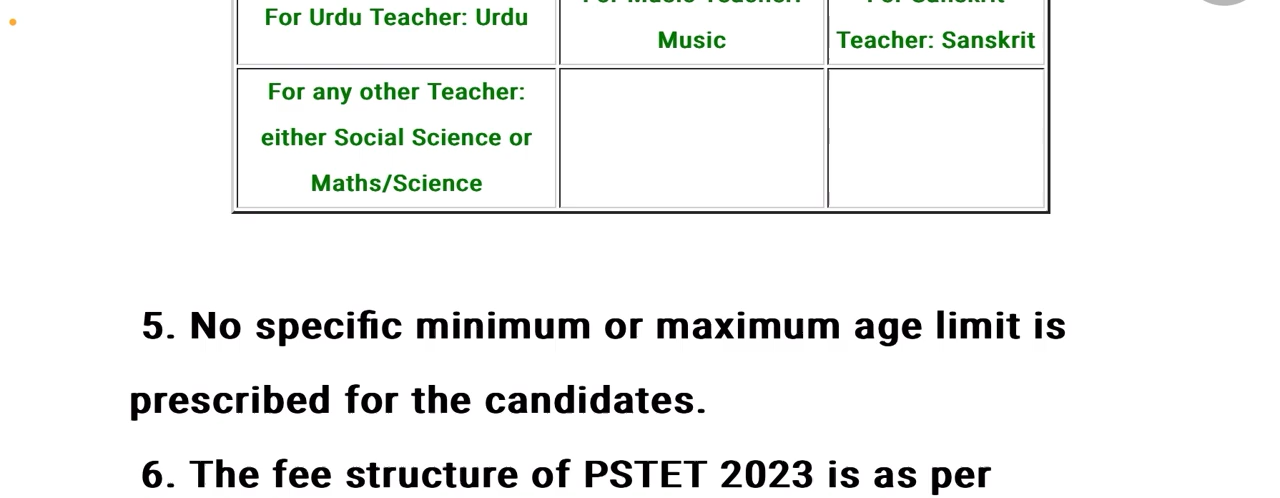 For Urdu Teacher: Urdu
Music
Teacher: Sanskrit
For any other Teacher:
either Social Science or
Maths/Science
5. No specific minimum or maximum age limit is
prescribed for the candidates.
6. The fee structure of PSTET 2023 is as per